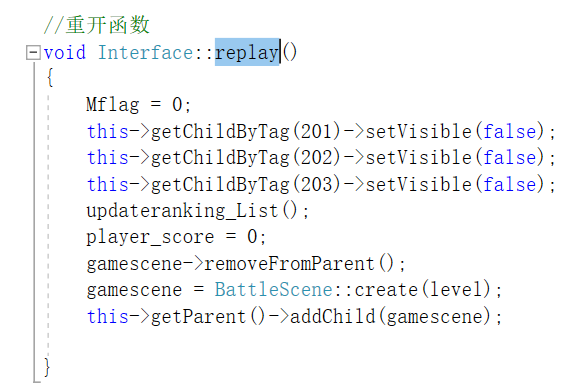 //重开函数
void Interface::replay()
{
Mflag = 0;
this->getChildByTag(201)->setVisible(false);
this->getChildByTag(202)->setVisible(false);
this->getChildByTag(203)->setVisible(false);
updateranking_List();
player_score = 0;
gamescene->removeFromParent();
gamescene = BattleScene::create(level);
this->getParent()->addChild(gamescene);
}